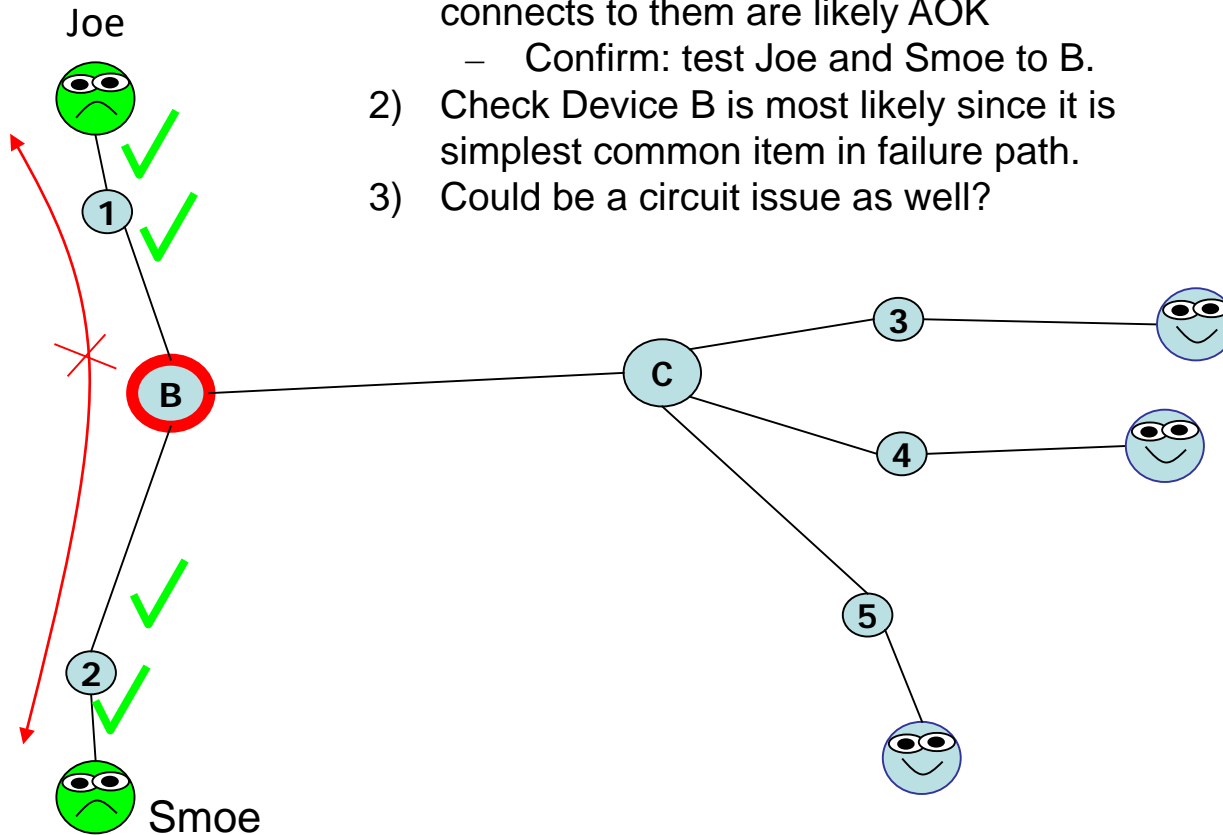 connects to them are likely AOK
– Confirm: test Joe and Smoe to B.
2) Check Device B is most likely since it is
simplest common item in failure path.
3) Could be a circuit issue as well?
Joe
1
B
2
Smoe
C
3
4
5